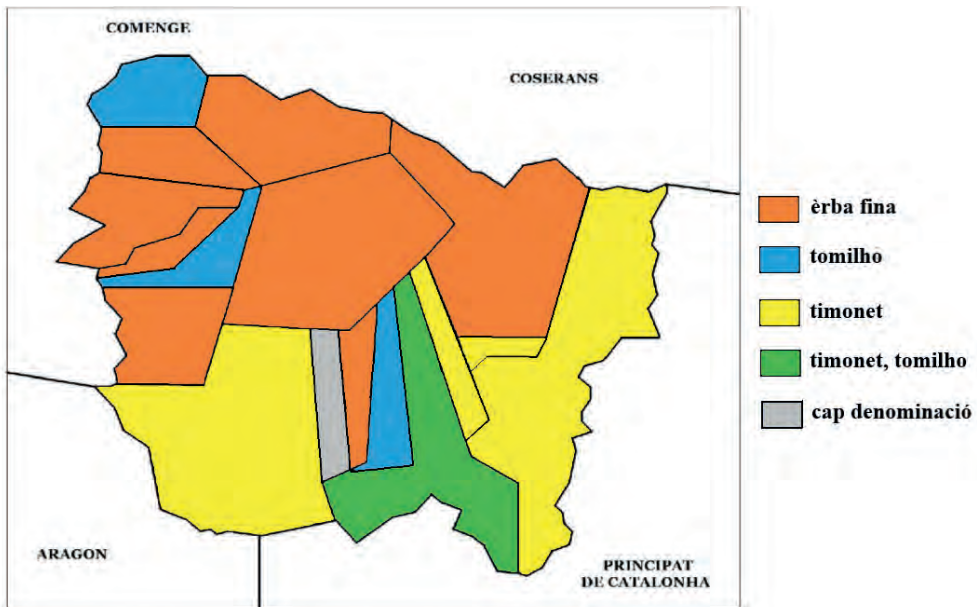 COMENGE
COSERANS
èrba fina
tomilho
timonet
timonet, tomilho
cap denominació
ARAGON
PRINCIPAT
DE CATALONHA